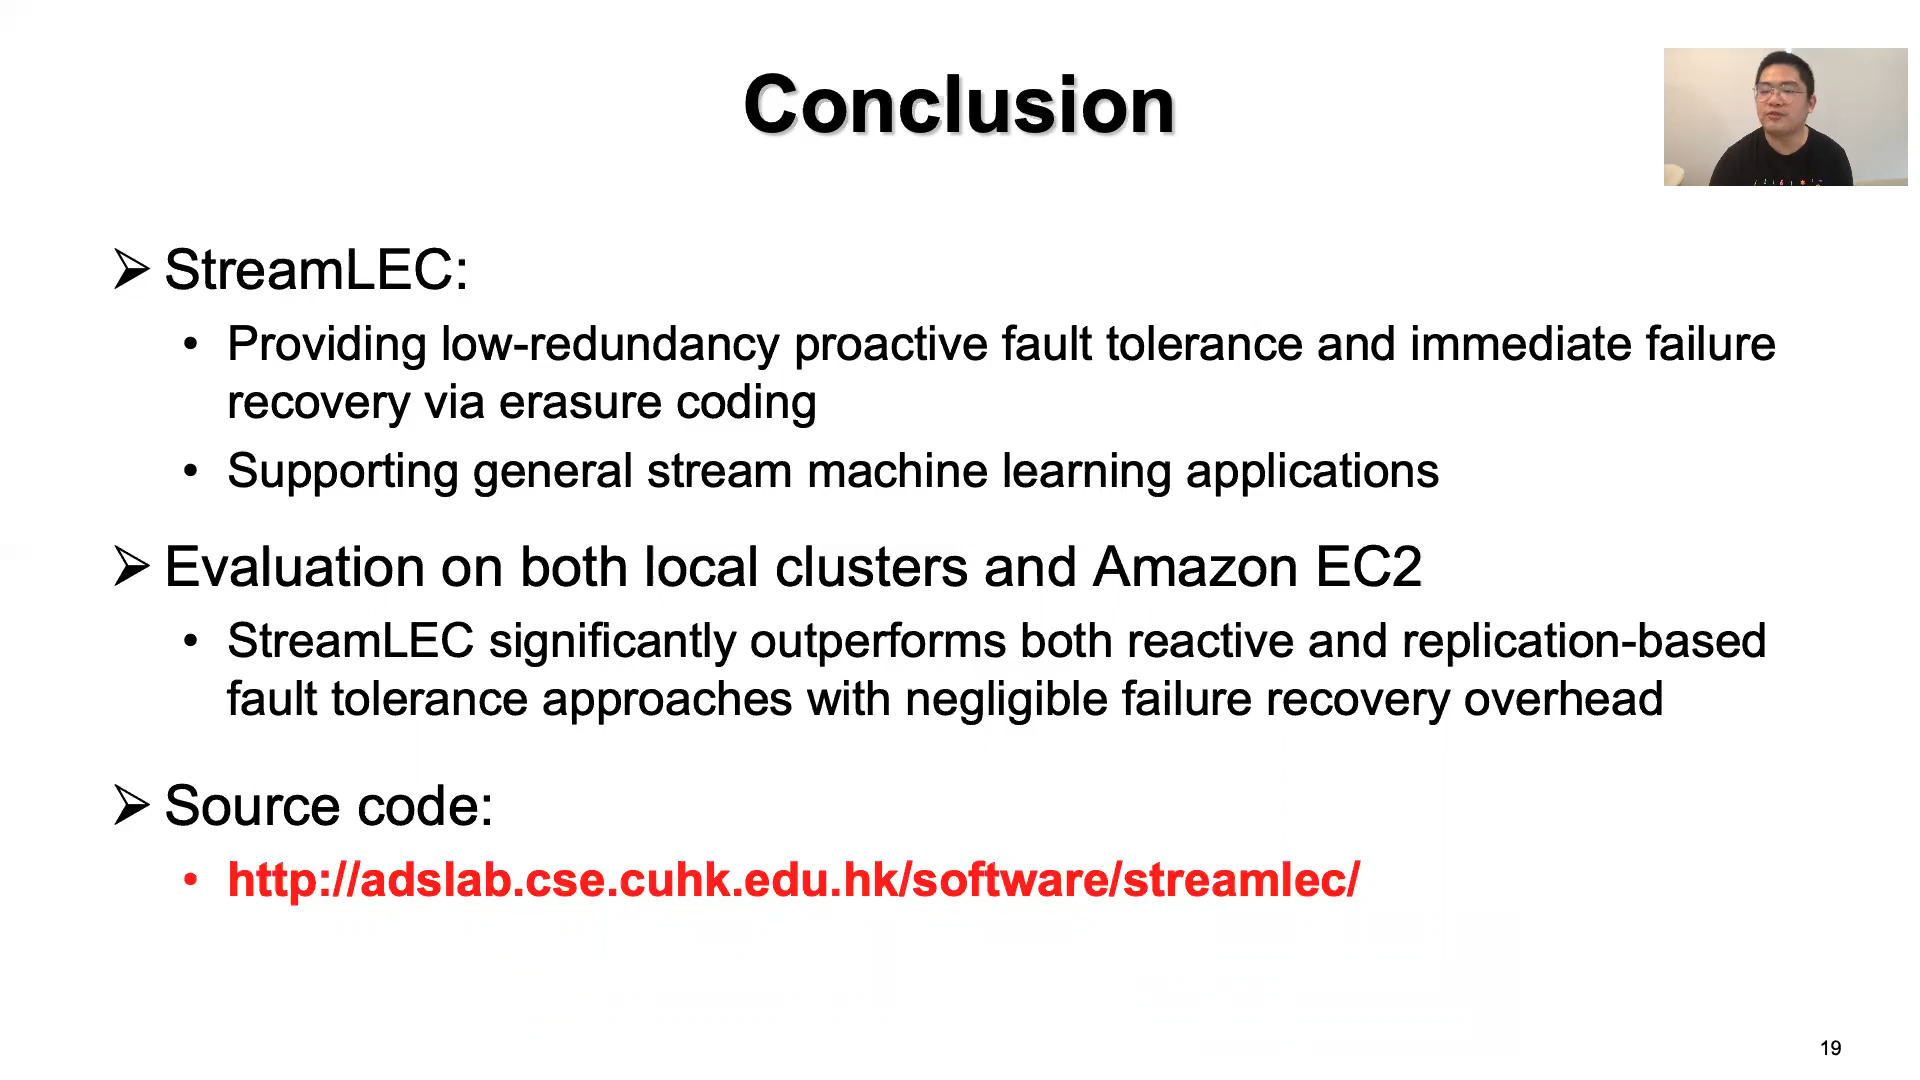 Conclusion
StreamLEC:
• Providing low-redundancy proactive fault tolerance and immediate failure
recovery via erasure coding
• Supporting general stream machine learning applications
Evaluation on both local clusters and Amazon EC2
• StreamLEC significantly outperforms both reactive and replication-based
fault tolerance approaches with negligible failure recovery overhead
Source code:
• http://adslab.cse.cuhk.edu.hk/software/streamlec/
19